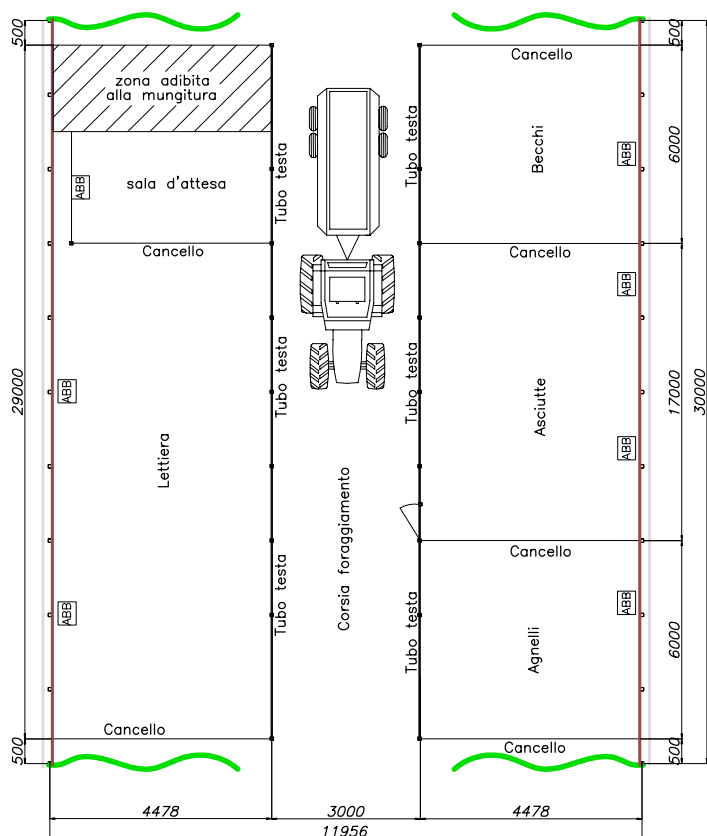 500
500
Cancello
zona adibita
alla mungitura
Becchi
6000
Tubo testa
Tubo testa
ABB
ABB
sala d'attesa
Cancello
Cancello
ABB
29000
17000
30000
Tubo testa
Tubo testa
ABB
Asciutte
Lettiera
ABB
Corsia foraggiamento
Cancello
Tubo testa
Tubo testa
ABB
ABB
Agnelli
6000
Cancello
Cancello
500
500
4478
3000
4478
11956